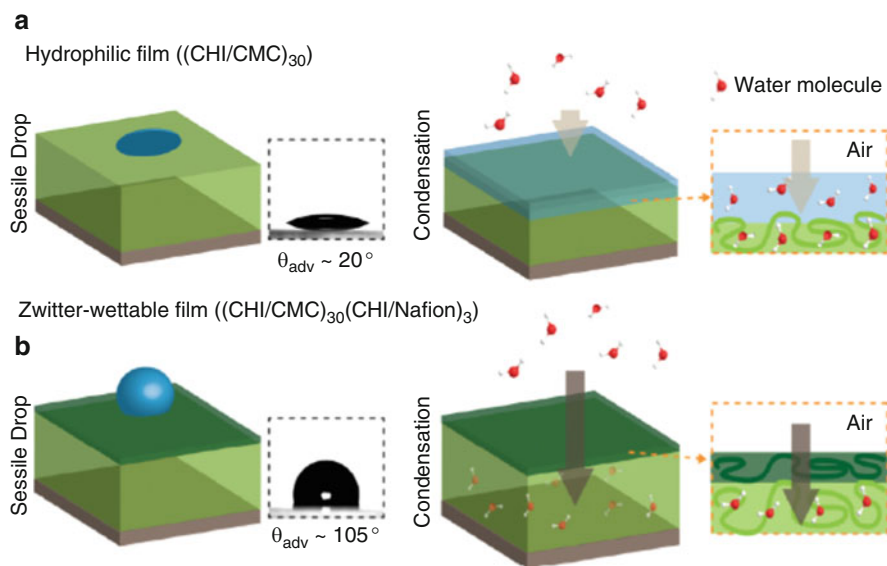 a
Hydrophilic film ((CHI/CMC)30)
Sessile Drop
θadv ~ 20°
Condensation
Water molecule
Air
Zwitter-wettable film ((CHI/CMC)30(CHI/Nafion)3)
b
Sessile Drop
θadv ~ 105°
Condensation
Air